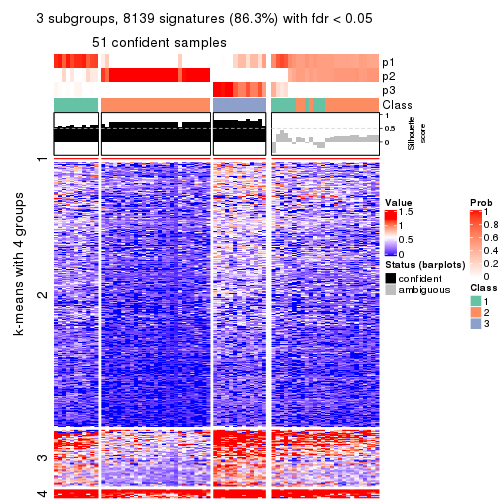 3 subgroups, 8139 signatures (86.3%) with fdr < 0.05
51 confident samples
p1
p2
p3
Class
1
0.5
0
Silhouette
score
k-means with 4 groups
1
2
3
4
Value
1.5
1
0.5
0
Status (barplots)
confident
ambiguous
Prob
1
0.8
0.6
0.4
0.2
0
Class
1
2
3